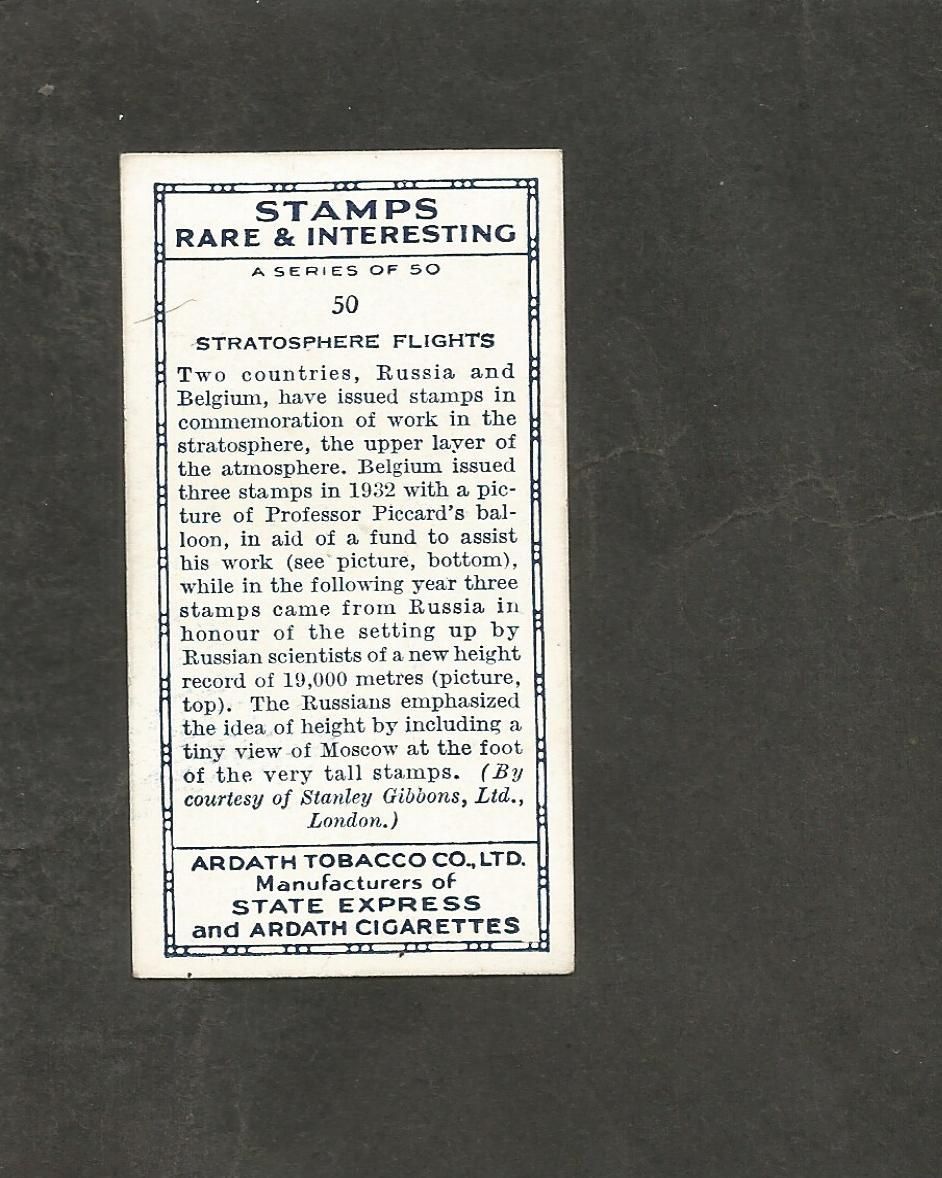 STAMPS
RARE & INTERESTING
A SERIES OF 50
50
STRATOSPHERE FLIGHTS
Two countries, Russia and
Belgium, have issued stamps in
commemoration of work in the
stratosphere, the upper layer of
the atmosphere. Belgium issued
three stamps in 1932 with a pic-
ture of Professor Piccard's bal-
loon, in aid of a fund to assist
his work (see picture, bottom),
while in the following year three
stamps came from Russia in
honour of the setting up by
Russian scientists of a new height
record of 19,000 metres (picture,
top). The Russians emphasized
the idea of height by including a
tiny view of Moscow at the foot
of the very tall stamps. (By
courtesy of Stanley Gibbons, Ltd.,
London.)
ARDATH TOBACCO CO., LTD.
Manufacturers of
STATE EXPRESS
and ARDATH CIGARETTES